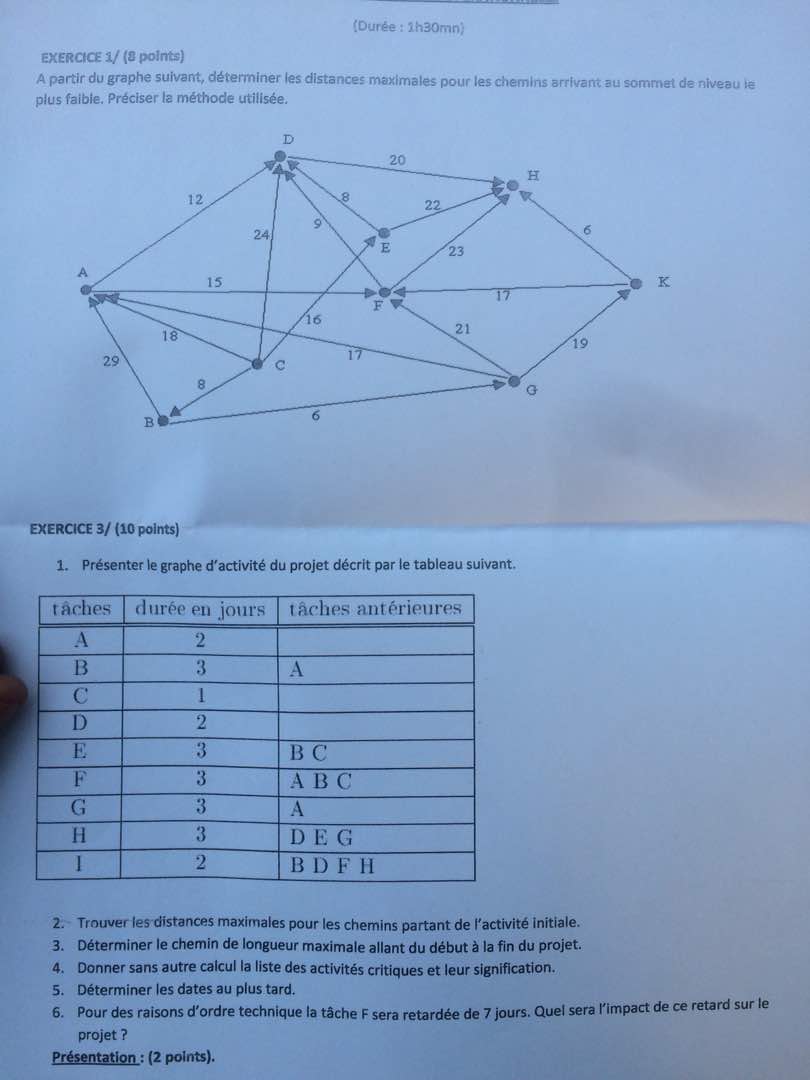 (Durée : 1h30mn)
EXERCICE 1/ (8 points)
A partir du graphe suivant, déterminer les distances maximales pour les chemins arrivant au sommet de niveau le
plus faible. Préciser la méthode utilisée.
D
20
H
12
8
22
9
24
E
6
23
A
15
F
17
K
16
18
21
17
19
29
C
8
G
B
6
EXERCICE 3/ (10 points)
1. Présenter le graphe d'activité du projet décrit par le tableau suivant.
tâches durée en jours tâches antérieures
A 2
B 3 A
C 1
D 2
E 3 B C
F 3 A B C
G 3 A
H 3 D E G
I 2 B D F H
2. Trouver les distances maximales pour les chemins partant de l'activité initiale.
3. Déterminer le chemin de longueur maximale allant du début à la fin du projet.
4. Donner sans autre calcul la liste des activités critiques et leur signification.
5. Déterminer les dates au plus tard.
6. Pour des raisons d'ordre technique la tâche F sera retardée de 7 jours. Quel sera l'impact de ce retard sur le
projet ?
Présentation : (2 points).